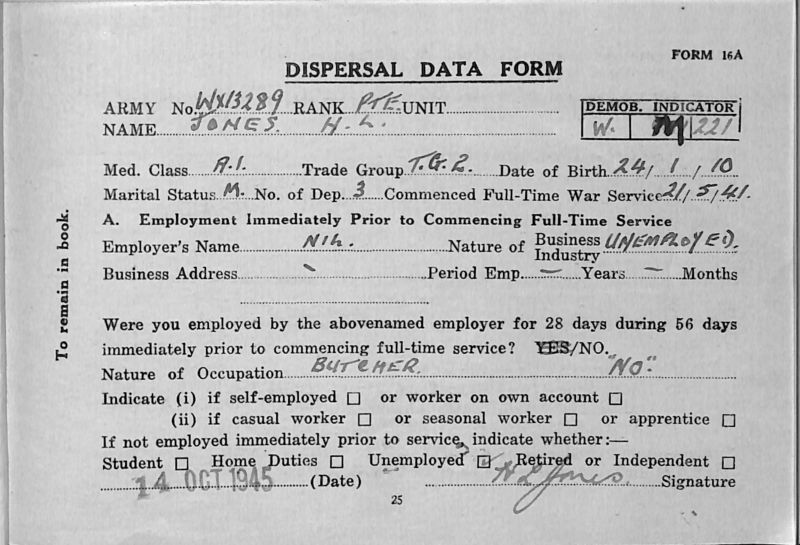 FORM 16A
DISPERSAL DATA FORM
ARMY No. WX13289 RANK PTE. UNIT
DEMOB. INDICATOR
NAME JONES. H. L.
W. M 221
Med. Class A.1. Trade Group T.G.2. Date of Birth 24/ 1 / 10
Marital Status M. No. of Dep. 3 Commenced Full-Time War Service 21/ 5/41.
A. Employment Immediately Prior to Commencing Full-Time Service
Employer's Name NIL. Nature of Business Industry UNEMPLOYED.
Business Address Period Emp. — Years — Months
Were you employed by the abovenamed employer for 28 days during 56 days
immediately prior to commencing full-time service? YES/NO.
Nature of Occupation BUTCHER. "NO."
Indicate (i) if self-employed □ or worker on own account □
(ii) if casual worker □ or seasonal worker □ or apprentice □
If not employed immediately prior to service, indicate whether:—
Student □ Home Duties □ Unemployed ☑ Retired or Independent □
14 OCT 1945 (Date) H L Jones. Signature
25
To remain in book.